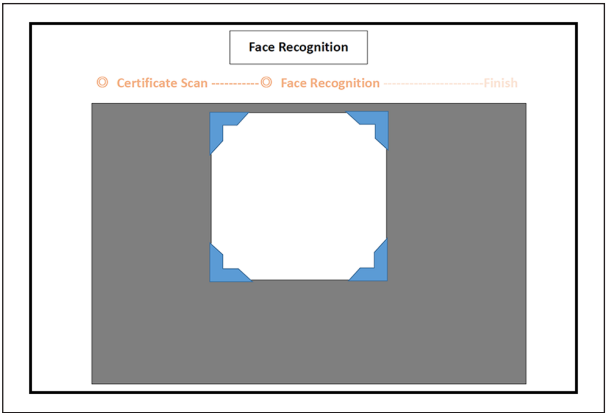 Face Recognition
◎ Certificate Scan -----------◎ Face Recognition -----------------------Finish